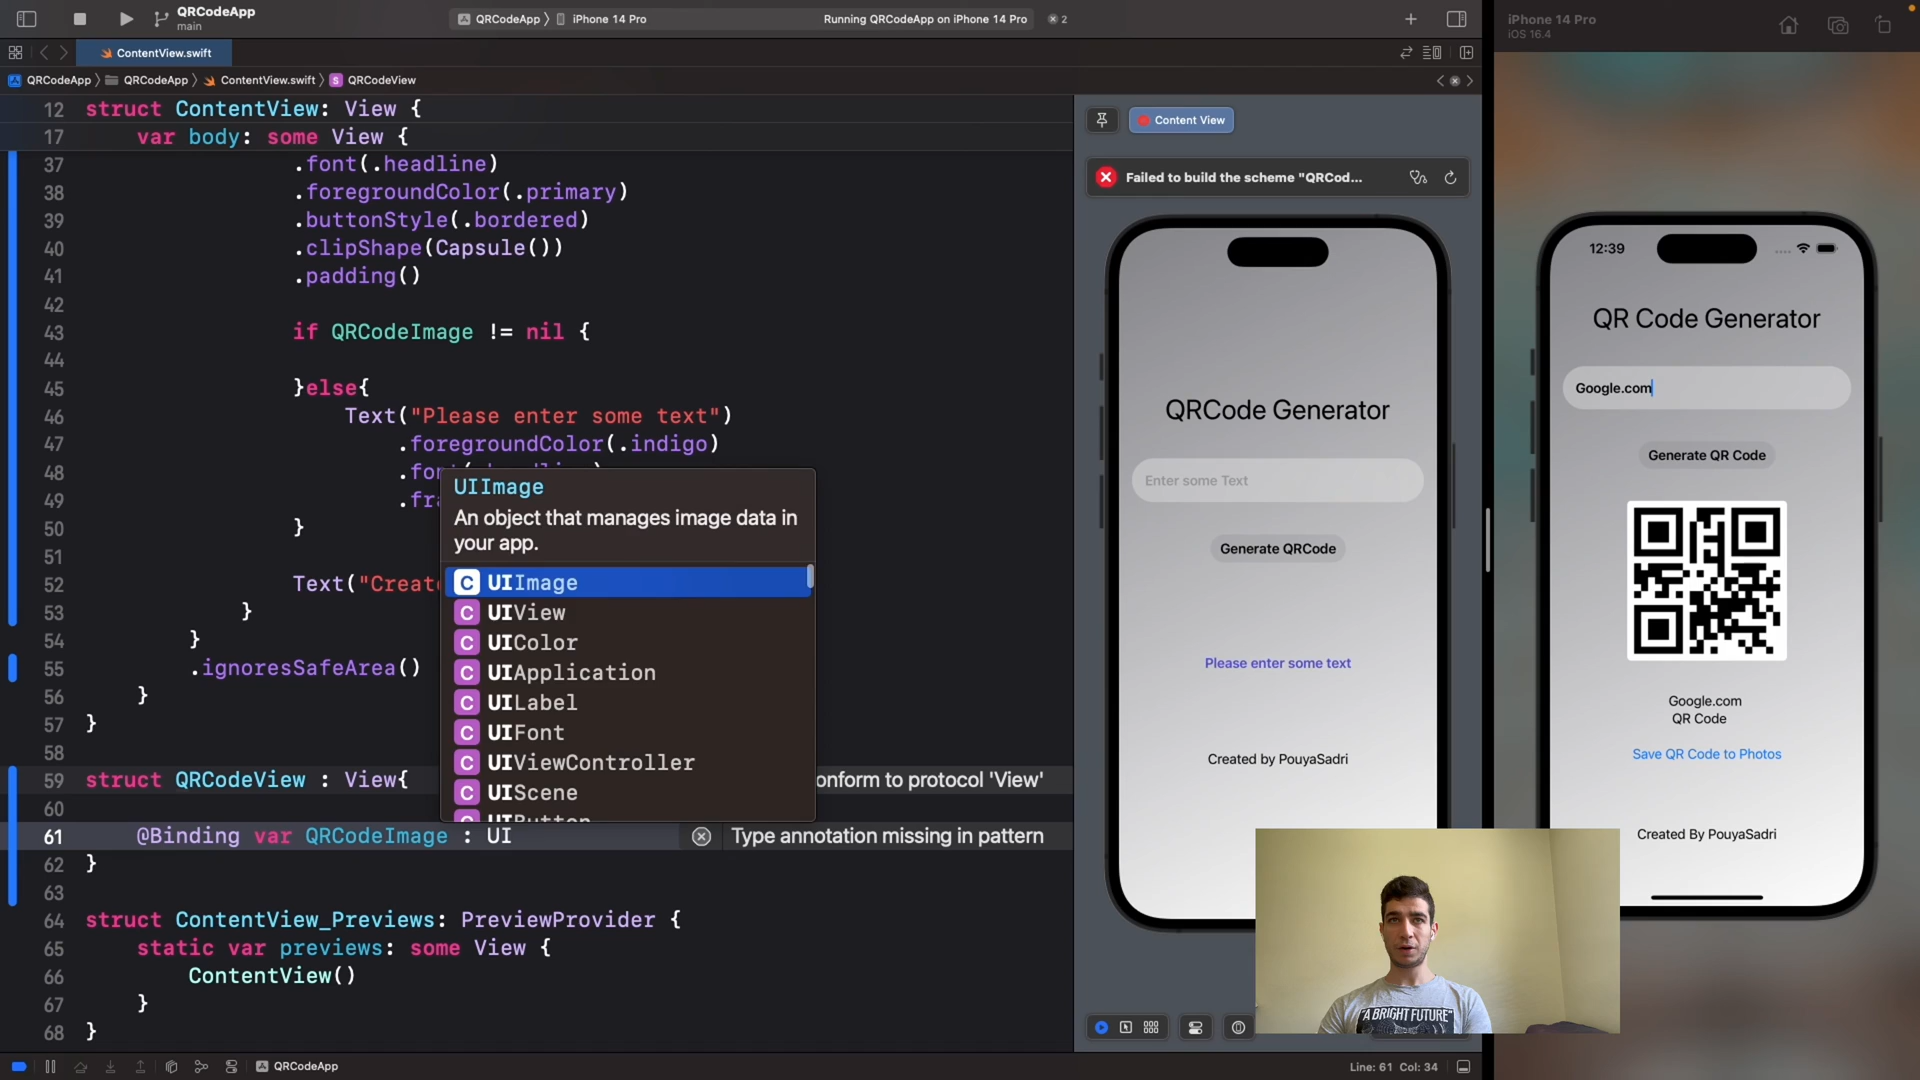 QRCodeApp
main
QRCodeApp
iPhone 14 Pro
Running QRCodeApp on iPhone 14 Pro
2
iPhone 14 Pro
iOS 16.4
ContentView.swift
QRCodeApp
QRCodeApp
ContentView.swift
S
QRCodeView
12 struct ContentView: View {
17 var body: some View {
37 .font(.headline)
38 .foregroundColor(.primary)
39 .buttonStyle(.bordered)
40 .clipShape(Capsule())
41 .padding()
42
43 if QRCodeImage != nil {
44
45 }else{
46 Text("Please enter some text")
47 .foregroundColor(.indigo)
48
49
50 }
51
52 Text("Create
53 }
54 }
55 .ignoresSafeArea()
56 }
57 }
58
59 struct QRCodeView : View{
onform to protocol 'View'
60
61 @Binding var QRCodeImage : UI
Type annotation missing in pattern
62 }
63
64 struct ContentView_Previews: PreviewProvider {
65 static var previews: some View {
66 ContentView()
67 }
68 }
UIImage
An object that manages image data in
your app.
C UIImage
C UIView
C UIColor
C UIApplication
C UILabel
C UIFont
C UIViewController
C UIScene
UIButton
Content View
Failed to build the scheme "QRCod...
QRCode Generator
Enter some Text
Generate QRCode
Please enter some text
Created by PouyaSadri
12:39
QR Code Generator
Google.com
Generate QR Code
Google.com
QR Code
Save QR Code to Photos
Created By PouyaSadri
"A BRIGHT FUTURE"
QRCodeApp
Line: 61 Col: 34